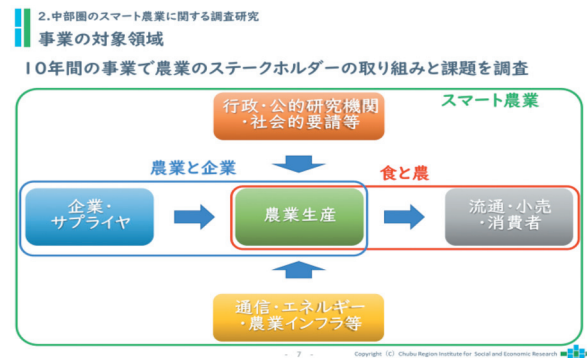 2.中部圏のスマート農業に関する調査研究
事業の対象領域
10年間の事業で農業のステークホルダーの取り組みと課題を調査
スマート農業
行政・公的研究機関
・社会的要請等
農業と企業
食と農
企業・
サプライヤ
農業生産
流通・小売
・消費者
通信・エネルギー
・農業インフラ等
- 7 -
Copyright (C) Chubu Region Institute for Social and Economic Research